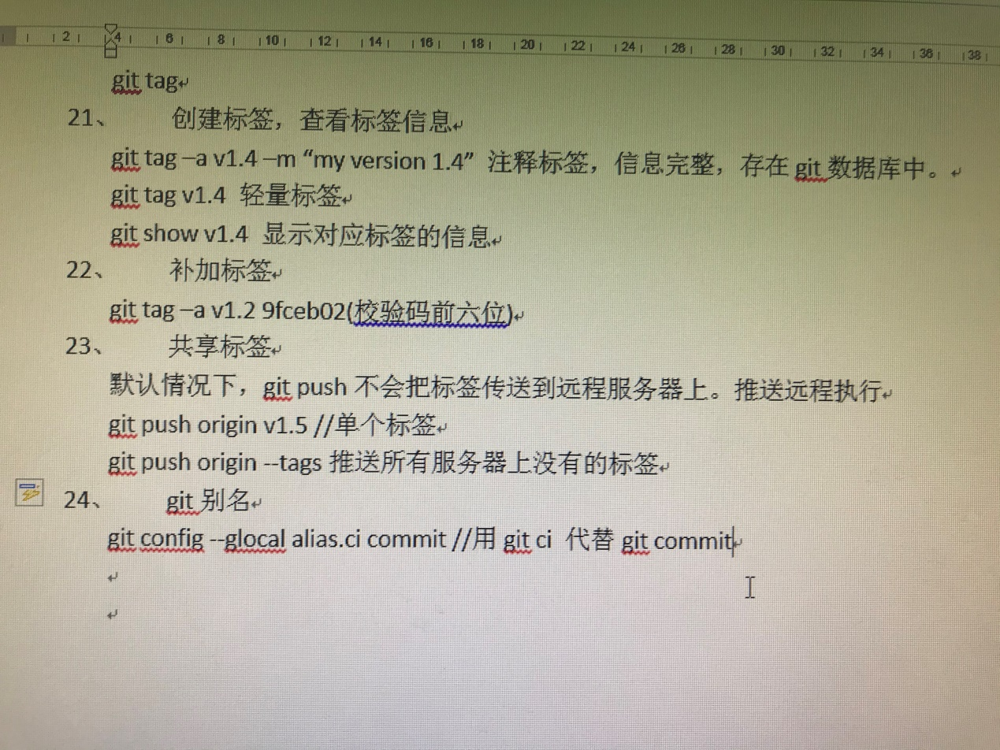 2 4 6 8 10 12 14 16 18 20 22 24 26 28 30 32 34 36 38
git tag
21、 创建标签，查看标签信息
git tag –a v1.4 –m “my version 1.4” 注释标签，信息完整，存在 git 数据库中。
git tag v1.4 轻量标签
git show v1.4 显示对应标签的信息
22、 补加标签
git tag –a v1.2 9fceb02(校验码前六位)
23、 共享标签
默认情况下，git push 不会把标签传送到远程服务器上。推送远程执行
git push origin v1.5 //单个标签
git push origin --tags 推送所有服务器上没有的标签
24、 git 别名
git config --glocal alias.ci commit //用 git ci 代替 git commit